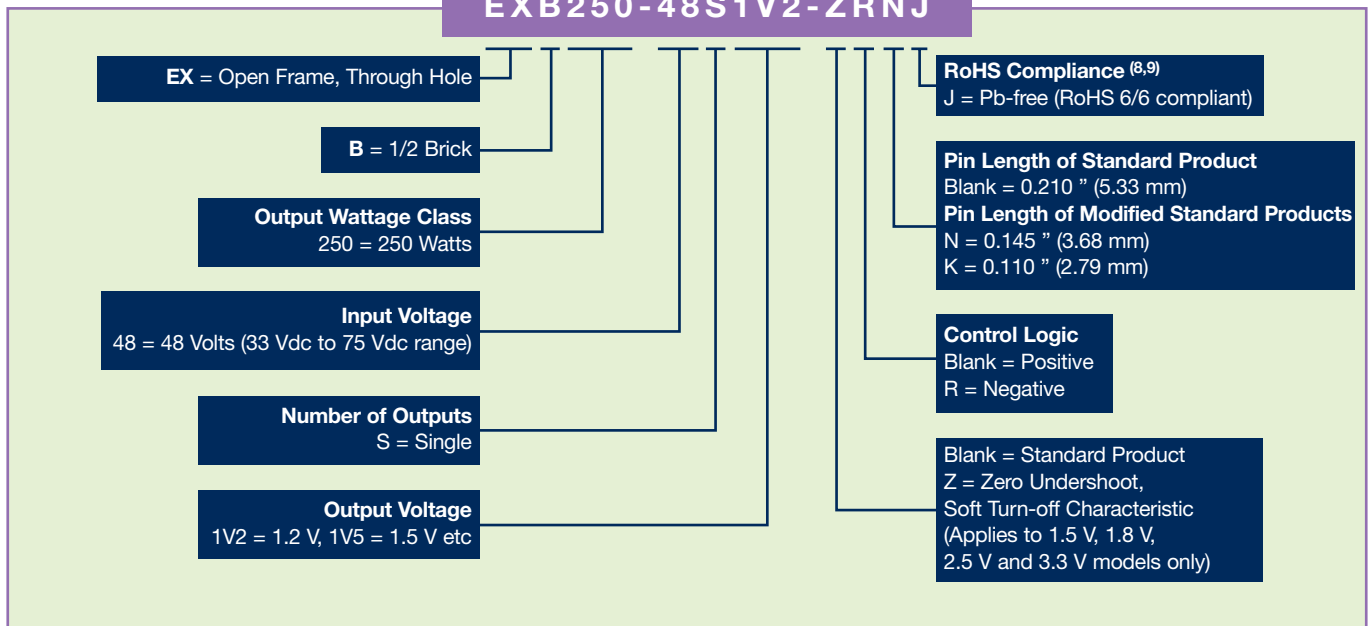 EXB250-48S1V2-ZRNJ
EX = Open Frame, Through Hole
B = 1/2 Brick
Output Wattage Class
250 = 250 Watts
Input Voltage
48 = 48 Volts (33 Vdc to 75 Vdc range)
Number of Outputs
S = Single
Output Voltage
1V2 = 1.2 V, 1V5 = 1.5 V etc
RoHS Compliance (8,9)
J = Pb-free (RoHS 6/6 compliant)
Pin Length of Standard Product
Blank = 0.210 ” (5.33 mm)
Pin Length of Modified Standard Products
N = 0.145 ” (3.68 mm)
K = 0.110 ” (2.79 mm)
Control Logic
Blank = Positive
R = Negative
Blank = Standard Product
Z = Zero Undershoot,
Soft Turn-off Characteristic
(Applies to 1.5 V, 1.8 V,
2.5 V and 3.3 V models only)